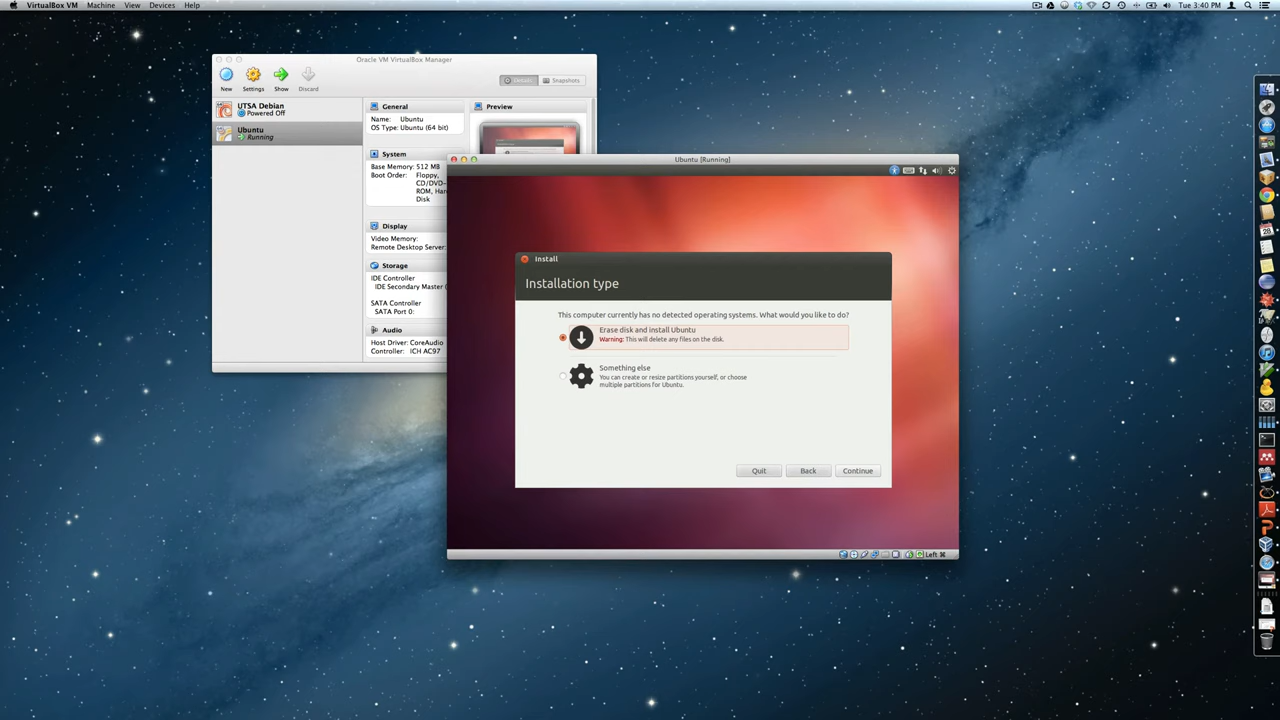 VirtualBox VM Machine View Devices Help
Tue 3:40 PM
Oracle VM VirtualBox Manager
New Settings Show Discard
Details Snapshots
UTSA Debian
Powered Off
Ubuntu
Running
General
Name: Ubuntu
OS Type: Ubuntu (64 bit)
System
Base Memory: 512 MB
Boot Order: Floppy,
CD/DVD-
ROM, Har
Disk
Display
Video Memory:
Remote Desktop Server:
Storage
IDE Controller
IDE Secondary Master (
SATA Controller
SATA Port 0:
Audio
Host Driver: CoreAudio
Controller: ICH AC97
Preview
Ubuntu [Running]
Install
Installation type
This computer currently has no detected operating systems. What would you like to do?
Erase disk and install Ubuntu
Warning: This will delete any files on the disk.
Something else
You can create or resize partitions yourself, or choose
multiple partitions for Ubuntu.
Quit Back Continue
Left ⌘
28